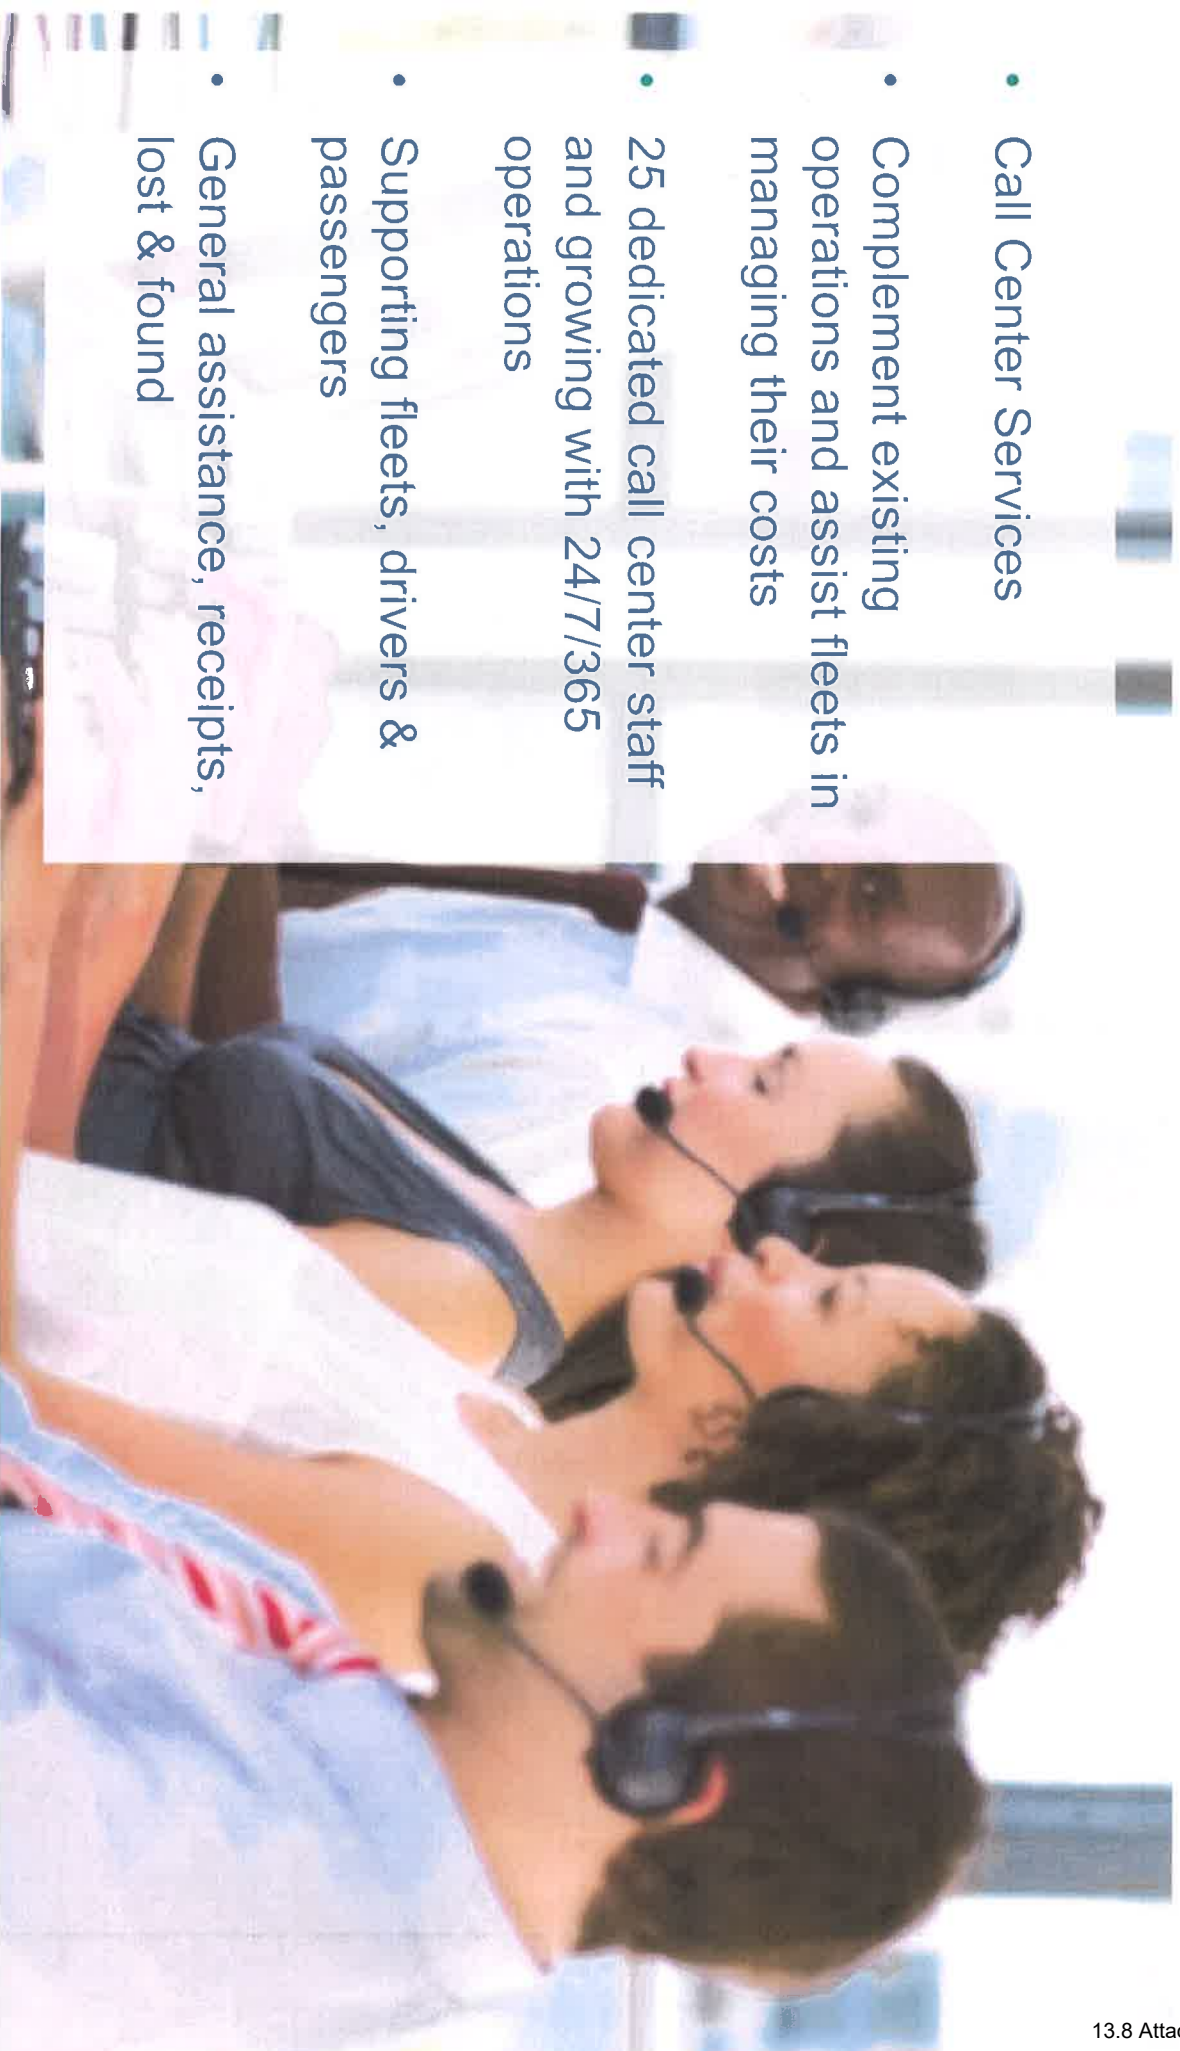 • Call Center Services
• Complement existing
operations and assist fleets in
managing their costs
• 25 dedicated call center staff
and growing with 24/7/365
operations
• Supporting fleets, drivers &
passengers
• General assistance, receipts,
lost & found
13.8